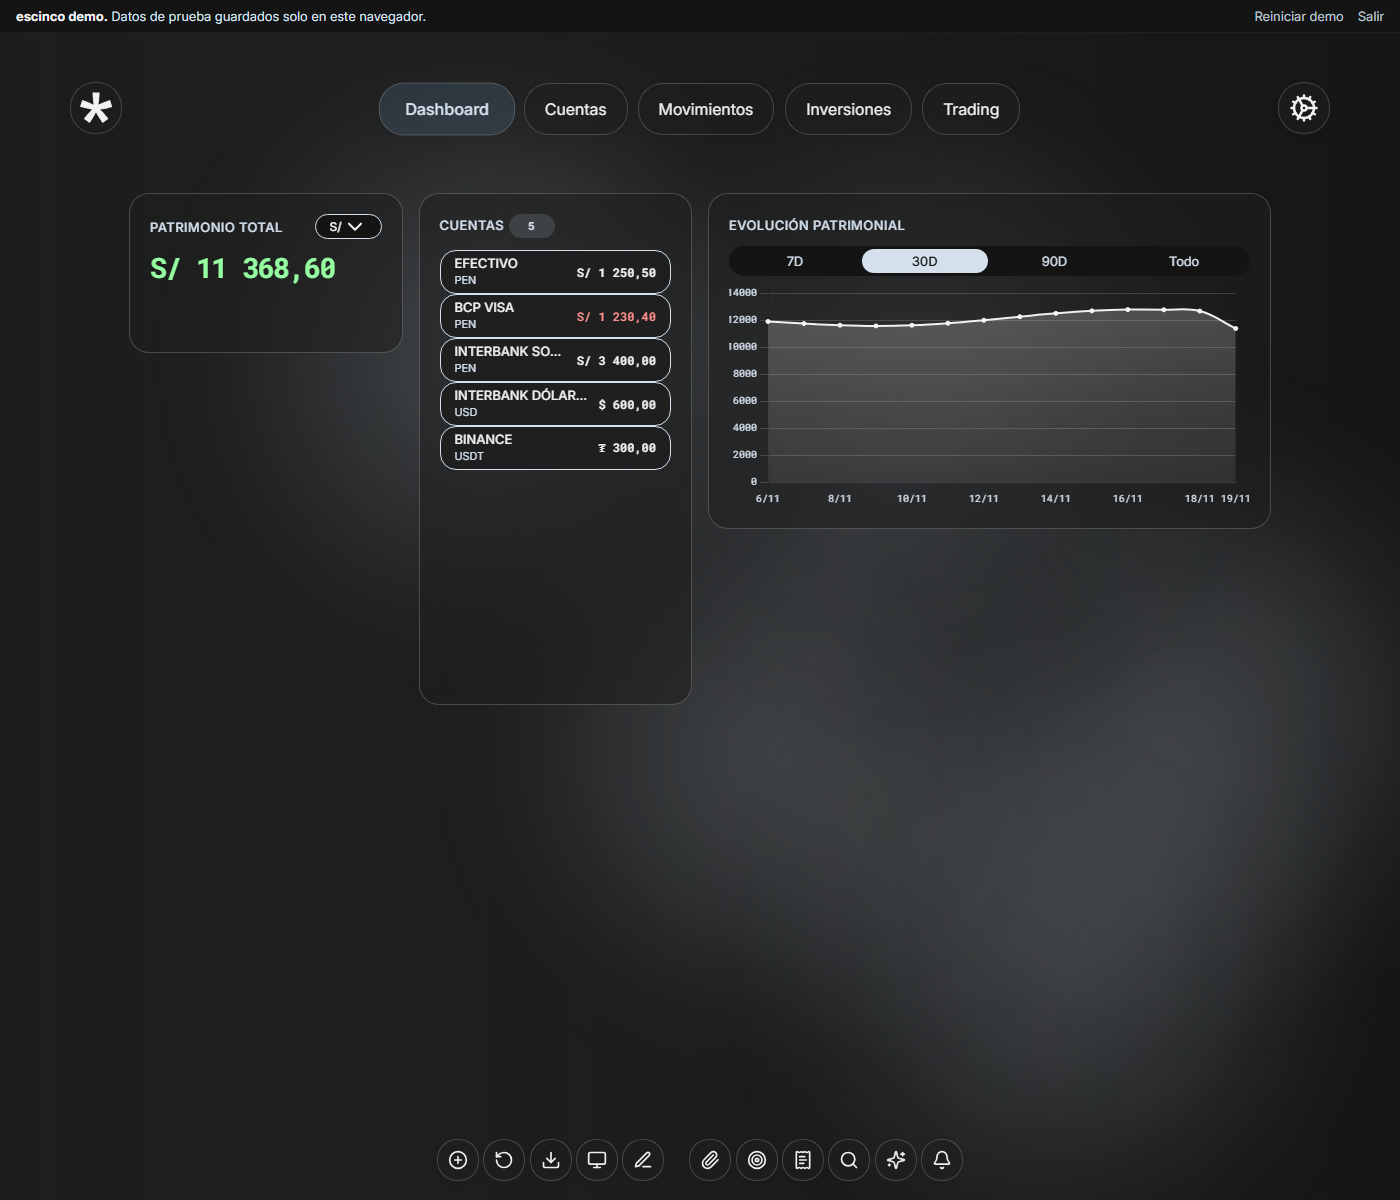 escinco demo. Datos de prueba guardados solo en este navegador.
Reiniciar demo
Salir
Dashboard
Cuentas
Movimientos
Inversiones
Trading
PATRIMONIO TOTAL
S/
S/ 11 368,60
CUENTAS
5
EFECTIVO
PEN
S/ 1 250,50
BCP VISA
PEN
S/ 1 230,40
INTERBANK SO...
PEN
S/ 3 400,00
INTERBANK DÓLAR...
USD
$ 600,00
BINANCE
USDT
₮ 300,00
EVOLUCIÓN PATRIMONIAL
7D
30D
90D
Todo
14000
12000
10000
8000
6000
4000
2000
0
6/11
8/11
10/11
12/11
14/11
16/11
18/11
19/11